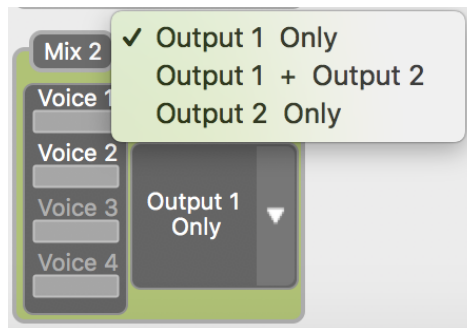 Mix 2
✓ Output 1 Only
Output 1 + Output 2
Output 2 Only
Voice 1
Voice 2
Voice 3
Voice 4
Output 1
Only